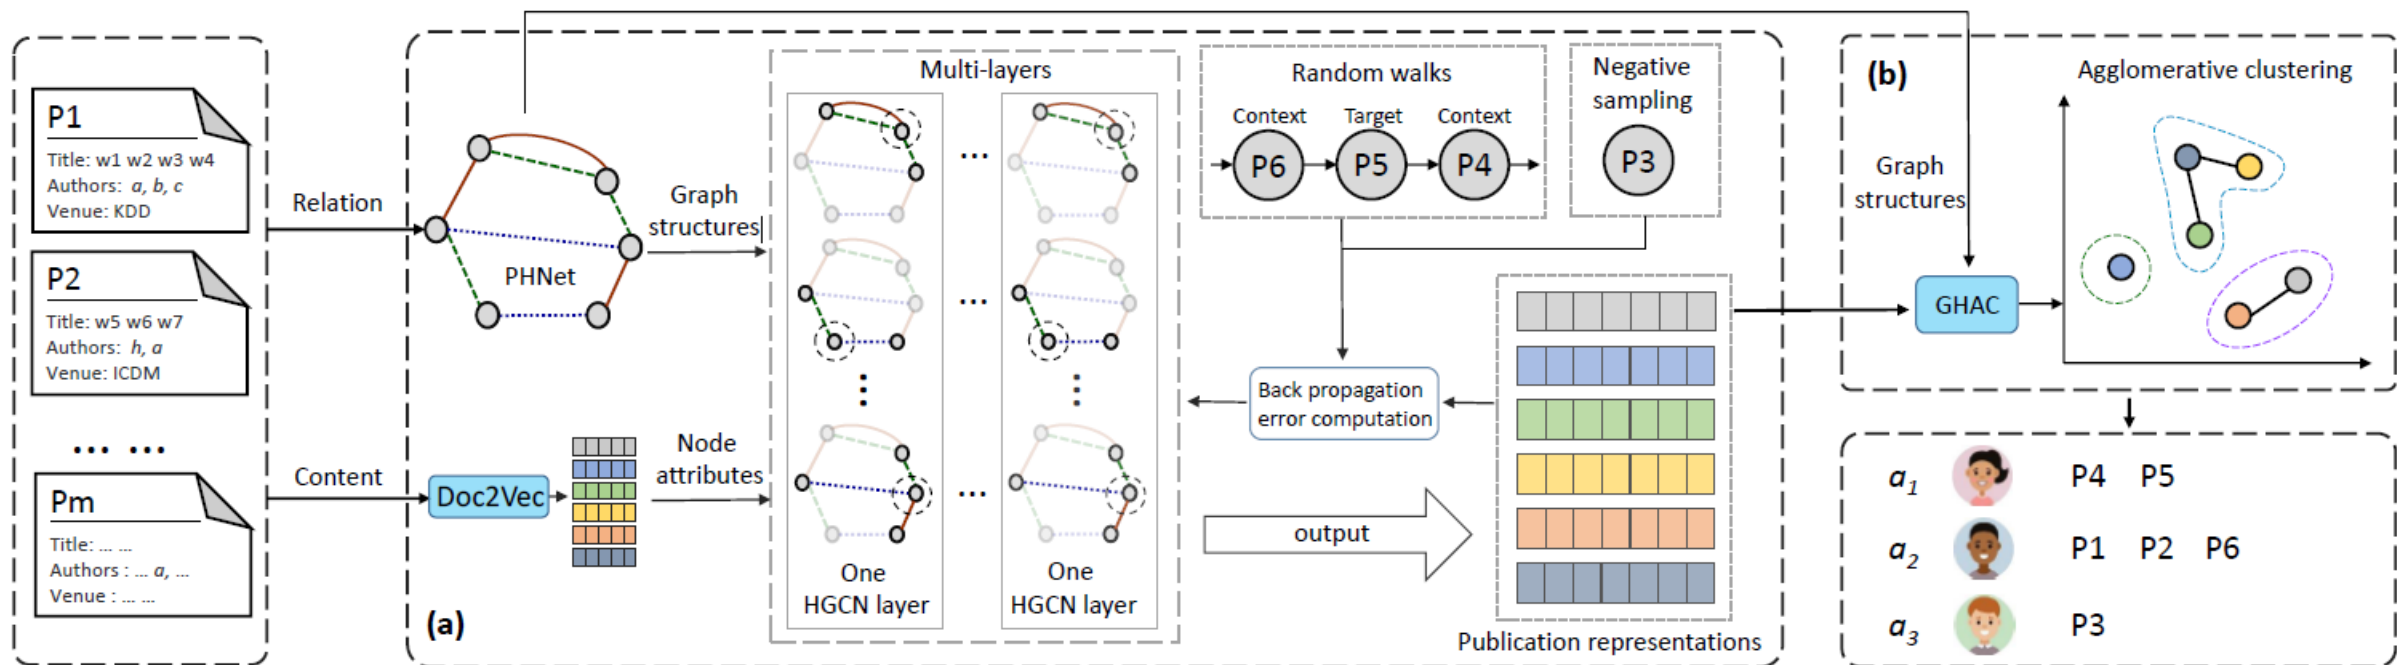 P1
Title: w1 w2 w3 w4
Authors: a, b, c
Venue: KDD
P2
Title: w5 w6 w7
Authors: h, a
Venue: ICDM
... ...
Pm
Title: ... ...
Authors : ... a, ...
Venue : ... ...
Relation
Content
(a)
PHNet
Doc2Vec
Graph
structures
Node
attributes
Multi-layers
...
...
...
One
HGCN layer
One
HGCN layer
Random walks
Context Target Context
P6 P5 P4
Negative
sampling
P3
Back propagation
error computation
output
Publication representations
(b)
Agglomerative clustering
Graph
structures
GHAC
a1 P4 P5
a2 P1 P2 P6
a3 P3